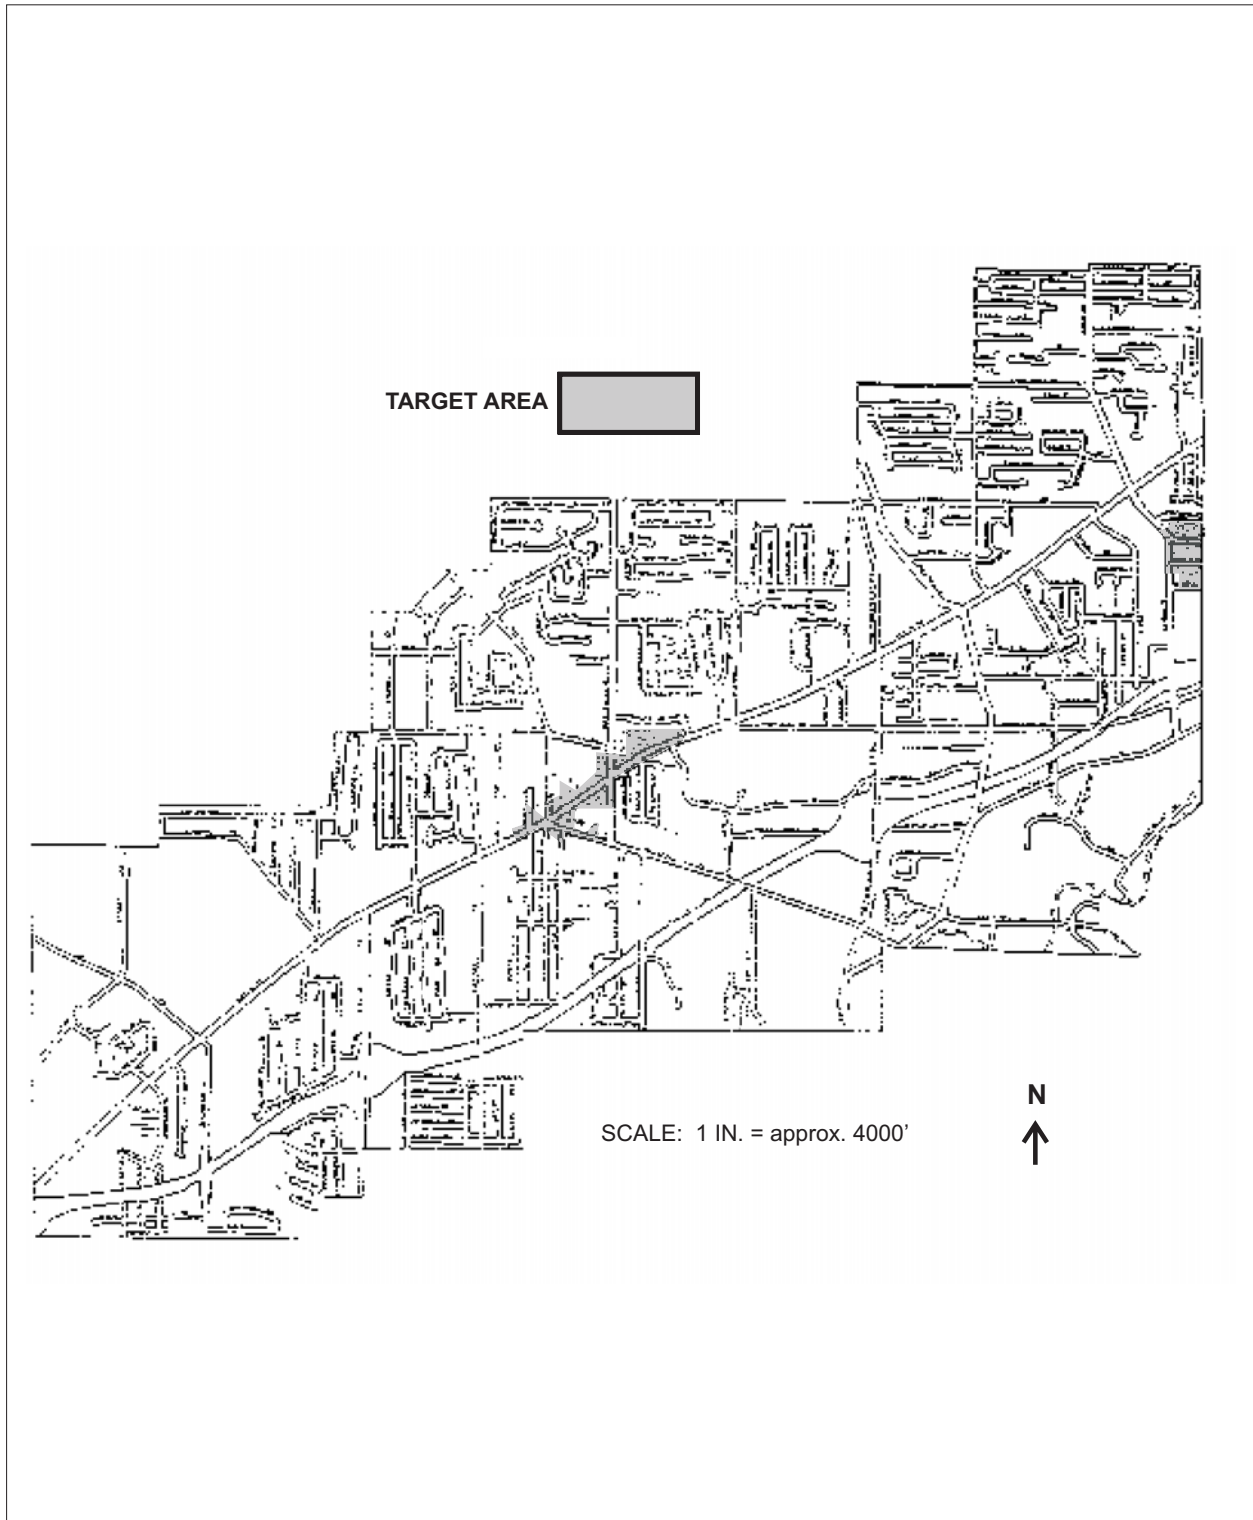 TARGET AREA
N
SCALE: 1 IN. = approx. 4000’